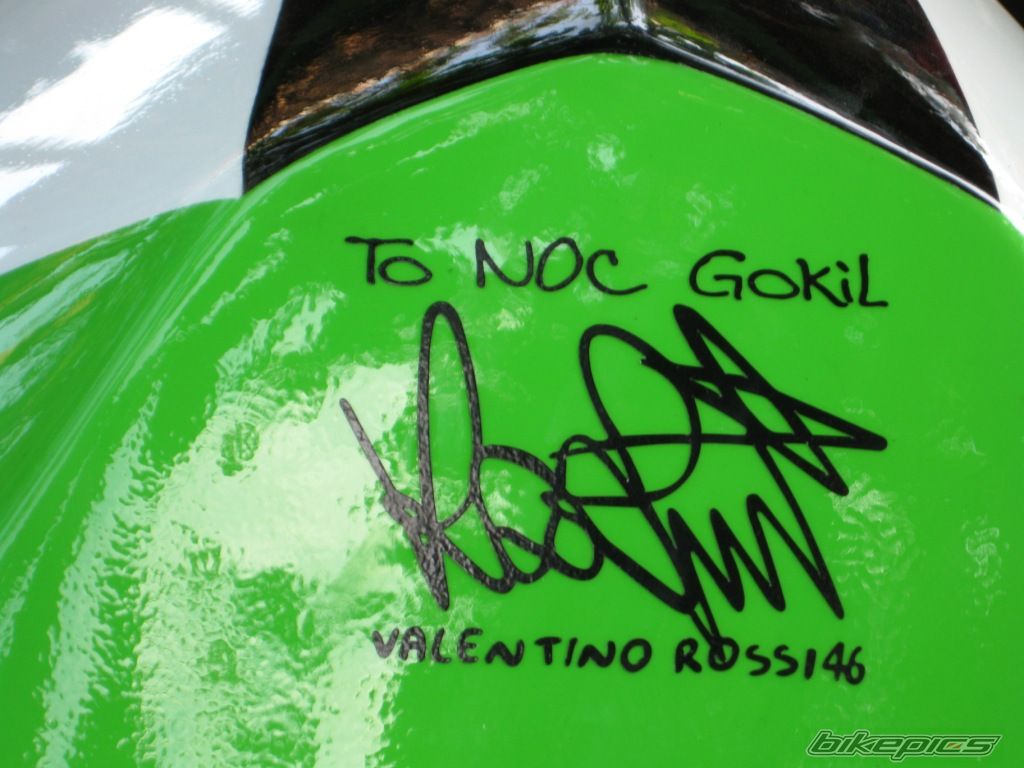 To NOC GOKiL
VALENTINO ROSSI46
bikepics